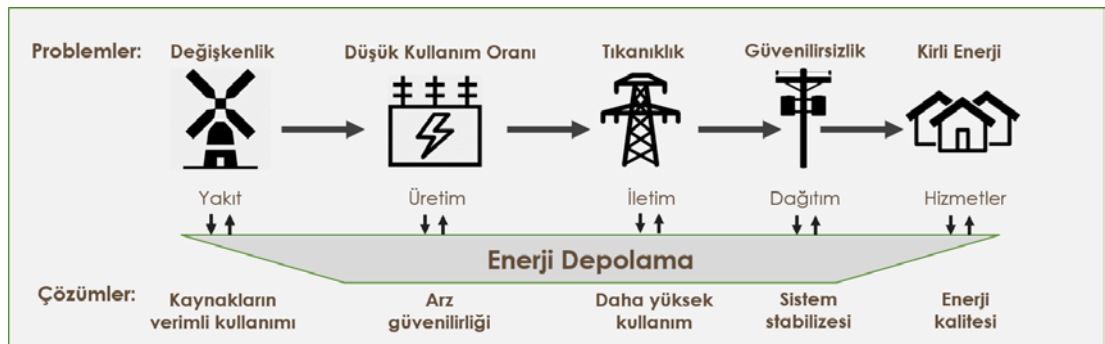 Problemler: Değişkenlik Düşük Kullanım Oranı Tıkanıklık Güvenilirsizlik Kirli Enerji
Yakıt Üretim İletim Dağıtım Hizmetler
Enerji Depolama
Çözümler:
Kaynakların
verimli kullanımı
Arz
güvenilirliği
Daha yüksek
kullanım
Sistem
stabilizesi
Enerji
kalitesi